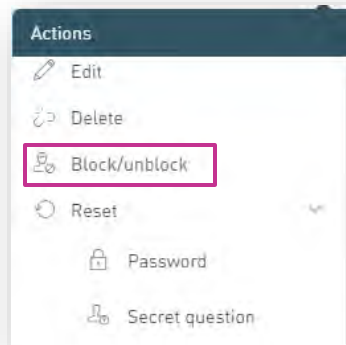 Actions
Edit
Delete
Block/unblock
Reset
Password
Secret question